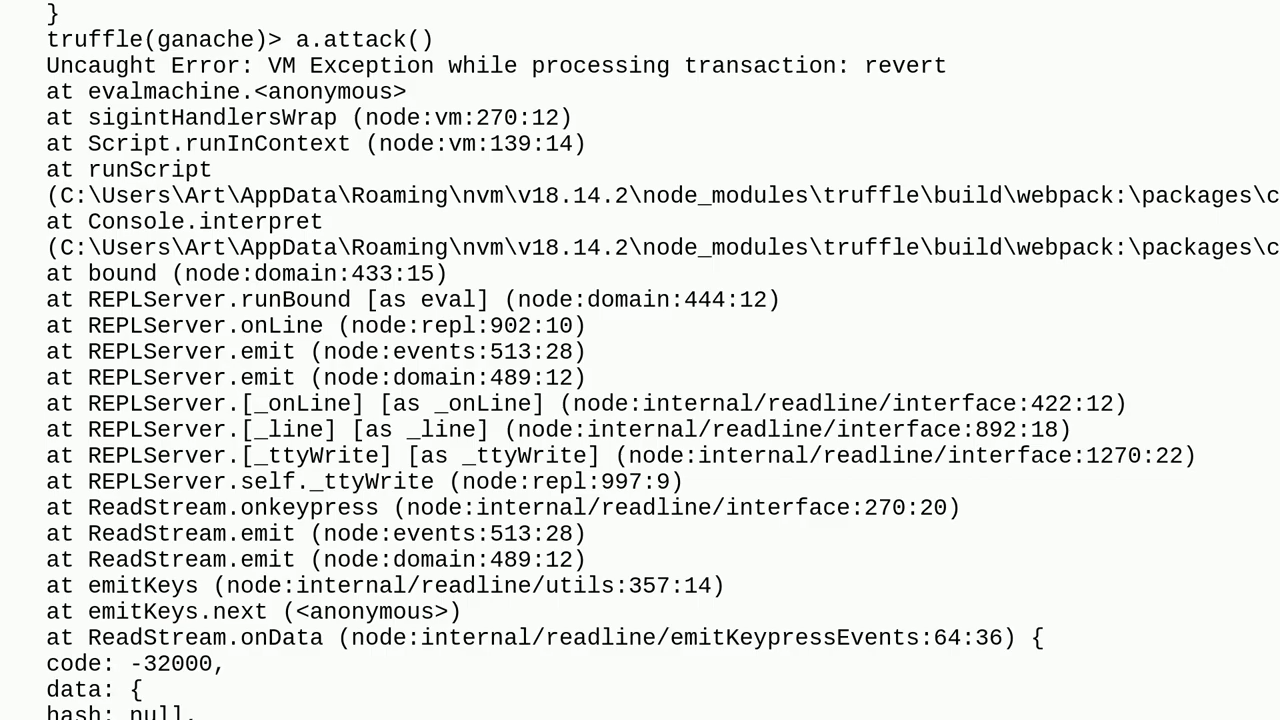 }
truffle(ganache)> a.attack()
Uncaught Error: VM Exception while processing transaction: revert
at evalmachine.<anonymous>
at sigintHandlersWrap (node:vm:270:12)
at Script.runInContext (node:vm:139:14)
at runScript
(C:\Users\Art\AppData\Roaming\nvm\v18.14.2\node_modules\truffle\build\webpack:\packages\c
at Console.interpret
(C:\Users\Art\AppData\Roaming\nvm\v18.14.2\node_modules\truffle\build\webpack:\packages\c
at bound (node:domain:433:15)
at REPLServer.runBound [as eval] (node:domain:444:12)
at REPLServer.onLine (node:repl:902:10)
at REPLServer.emit (node:events:513:28)
at REPLServer.emit (node:domain:489:12)
at REPLServer.[_onLine] [as _onLine] (node:internal/readline/interface:422:12)
at REPLServer.[_line] [as _line] (node:internal/readline/interface:892:18)
at REPLServer.[_ttyWrite] [as _ttyWrite] (node:internal/readline/interface:1270:22)
at REPLServer.self._ttyWrite (node:repl:997:9)
at ReadStream.onkeypress (node:internal/readline/interface:270:20)
at ReadStream.emit (node:events:513:28)
at ReadStream.emit (node:domain:489:12)
at emitKeys (node:internal/readline/utils:357:14)
at emitKeys.next (<anonymous>)
at ReadStream.onData (node:internal/readline/emitKeypressEvents:64:36) {
code: -32000,
data: {
hash: null,